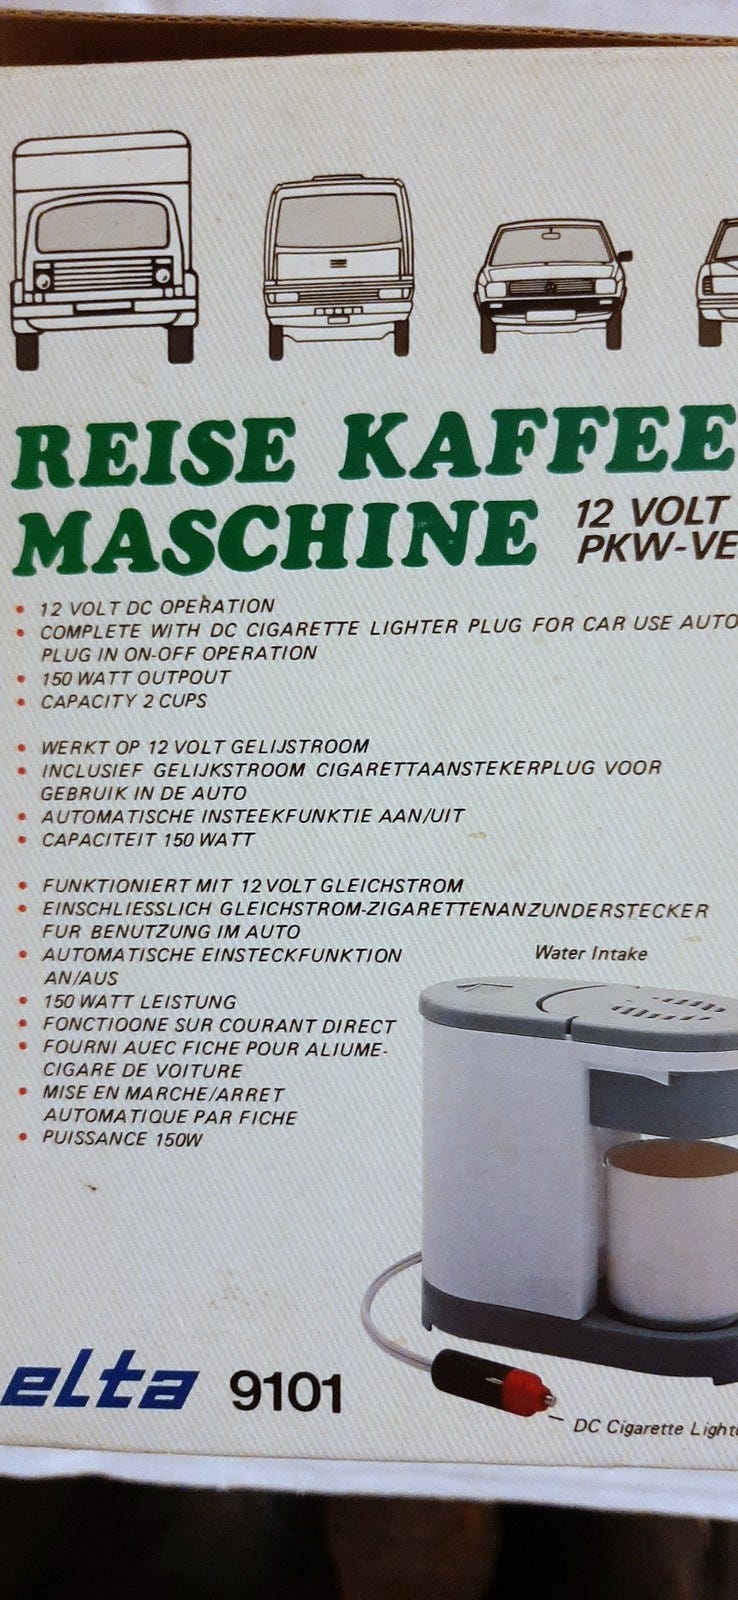 REISE KAFFEE
MASCHINE
12 VOLT
PKW-VE
• 12 VOLT DC OPERATION
• COMPLETE WITH DC CIGARETTE LIGHTER PLUG FOR CAR USE AUTO
PLUG IN ON-OFF OPERATION
• 150 WATT OUTPOUT
• CAPACITY 2 CUPS
• WERKT OP 12 VOLT GELIJSTROOM
• INCLUSIEF GELIJKSTROOM CIGARETTAANSTEKERPLUG VOOR
GEBRUIK IN DE AUTO
• AUTOMATISCHE INSTEEKFUNKTIE AAN/UIT
• CAPACITEIT 150 WATT
• FUNKTIONIERT MIT 12 VOLT GLEICHSTROM
• EINSCHLIESSLICH GLEICHSTROM-ZIGARETTENANZUNDERSTECKER
FUR BENUTZUNG IM AUTO
• AUTOMATISCHE EINSTECKFUNKTION
AN/AUS
• 150 WATT LEISTUNG
• FONCTIOONE SUR COURANT DIRECT
• FOURNI AUEC FICHE POUR ALIUME-
CIGARE DE VOITURE
• MISE EN MARCHE/ARRET
AUTOMATIQUE PAR FICHE
• PUISSANCE 150W
Water Intake
elta 9101
DC Cigarette Lighte